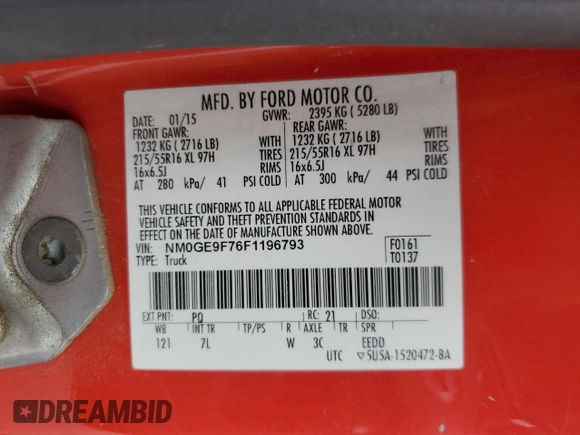 MFD. BY FORD MOTOR CO.
DATE: 01/15 GVWR: 2395 KG ( 5280 LB)
FRONT GAWR: REAR GAWR:
1232 KG ( 2716 LB) WITH 1232 KG ( 2716 LB) WITH
215/55R16 XL 97H TIRES 215/55R16 XL 97H TIRES
16x6.5J RIMS 16x6.5J RIMS
AT 280 kPa/ 41 PSI COLD AT 300 kPa/ 44 PSI COLD
THIS VEHICLE CONFORMS TO ALL APPLICABLE FEDERAL MOTOR
VEHICLE SAFETY AND THEFT PREVENTION STANDARDS
IN EFFECT ON THE DATE OF MANUFACTURE SHOWN ABOVE.
VIN: NM0GE9F76F1196793 F0161
TYPE: Truck T0137
EXT PNT: PQ RC: 21 DSO:
WB INT TR TP/PS R AXLE TR SPR
121 7L W 3C EEDD
UTC ▽5U5A-1520472-BA
DREAMBID